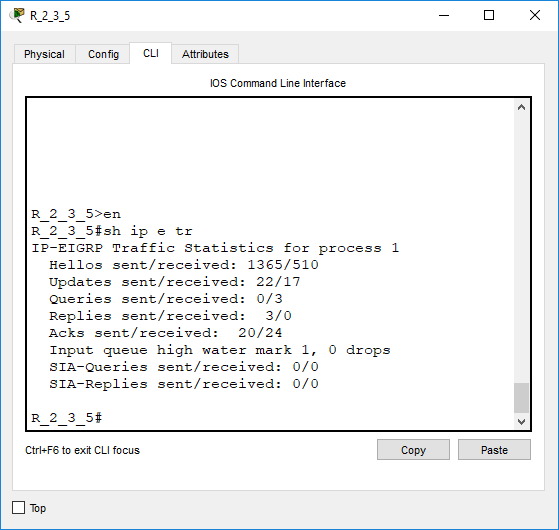 R_2_3_5
Physical Config CLI Attributes
IOS Command Line Interface
R_2_3_5>en
R_2_3_5#sh ip e tr
IP-EIGRP Traffic Statistics for process 1
  Hellos sent/received: 1365/510
  Updates sent/received: 22/17
  Queries sent/received: 0/3
  Replies sent/received:  3/0
  Acks sent/received:  20/24
  Input queue high water mark 1, 0 drops
  SIA-Queries sent/received: 0/0
  SIA-Replies sent/received: 0/0
R_2_3_5#
Ctrl+F6 to exit CLI focus Copy Paste
Top